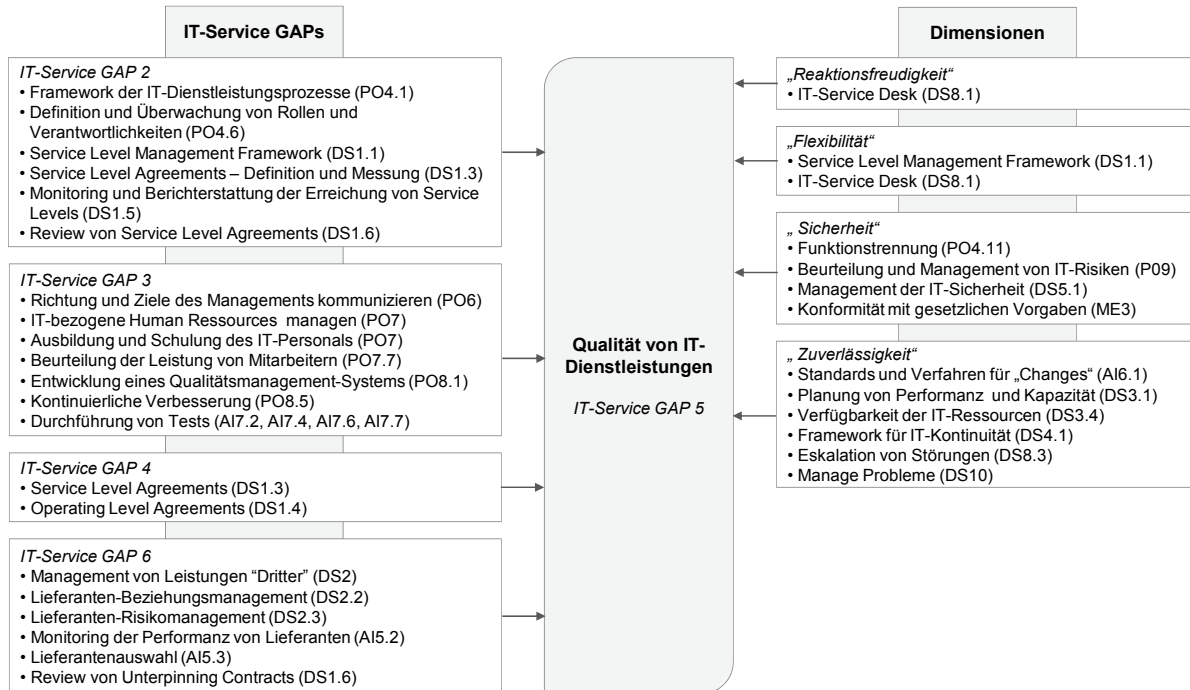 IT-Service GAPs
IT-Service GAP 2
• Framework der IT-Dienstleistungsprozesse (PO4.1)
• Definition und Überwachung von Rollen und
Verantwortlichkeiten (PO4.6)
• Service Level Management Framework (DS1.1)
• Service Level Agreements – Definition und Messung (DS1.3)
• Monitoring und Berichterstattung der Erreichung von Service
Levels (DS1.5)
• Review von Service Level Agreements (DS1.6)
IT-Service GAP 3
• Richtung und Ziele des Managements kommunizieren (PO6)
• IT-bezogene Human Ressources managen (PO7)
• Ausbildung und Schulung des IT-Personals (PO7)
• Beurteilung der Leistung von Mitarbeitern (PO7.7)
• Entwicklung eines Qualitätsmanagement-Systems (PO8.1)
• Kontinuierliche Verbesserung (PO8.5)
• Durchführung von Tests (AI7.2, AI7.4, AI7.6, AI7.7)
IT-Service GAP 4
• Service Level Agreements (DS1.3)
• Operating Level Agreements (DS1.4)
IT-Service GAP 6
• Management von Leistungen “Dritter” (DS2)
• Lieferanten-Beziehungsmanagement (DS2.2)
• Lieferanten-Risikomanagement (DS2.3)
• Monitoring der Performanz von Lieferanten (AI5.2)
• Lieferantenauswahl (AI5.3)
• Review von Unterpinning Contracts (DS1.6)
Qualität von IT-
Dienstleistungen
IT-Service GAP 5
Dimensionen
„Reaktionsfreudigkeit“
• IT-Service Desk (DS8.1)
„Flexibilität“
• Service Level Management Framework (DS1.1)
• IT-Service Desk (DS8.1)
„ Sicherheit“
• Funktionstrennung (PO4.11)
• Beurteilung und Management von IT-Risiken (P09)
• Management der IT-Sicherheit (DS5.1)
• Konformität mit gesetzlichen Vorgaben (ME3)
„ Zuverlässigkeit“
• Standards und Verfahren für „Changes“ (AI6.1)
• Planung von Performanz und Kapazität (DS3.1)
• Verfügbarkeit der IT-Ressourcen (DS3.4)
• Framework für IT-Kontinuität (DS4.1)
• Eskalation von Störungen (DS8.3)
• Manage Probleme (DS10)